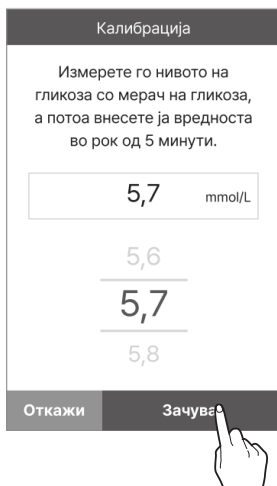 Калибрација
Измерете го нивото на
гликоза со мерач на гликоза,
а потоа внесете ја вредноста
во рок од 5 минути.
5,7 mmol/L
5,6
5,7
5,8
Откажи Зачува